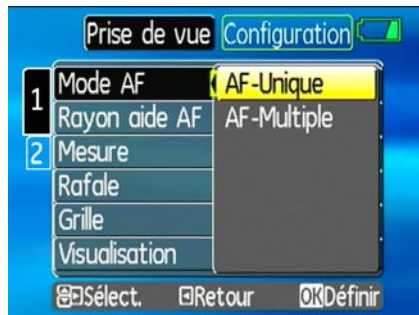 Prise de vue Configuration
1
Mode AF AF-Unique
Rayon aide AF AF-Multiple
2 Mesure
Rafale
Grille
Visualisation
Sélect. Retour OK Définir